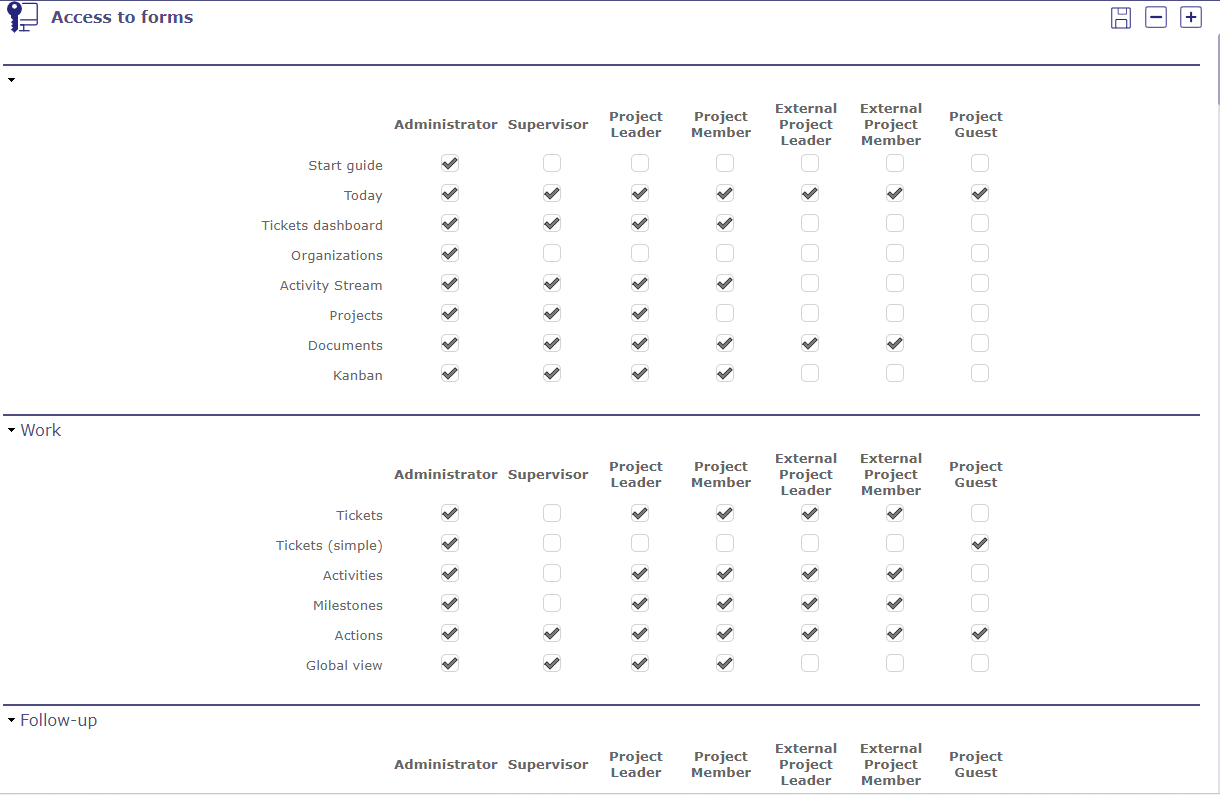 Access to forms
Administrator Supervisor Project Leader Project Member External Project Leader External Project Member Project Guest
Start guide
Today
Tickets dashboard
Organizations
Activity Stream
Projects
Documents
Kanban
Work
Administrator Supervisor Project Leader Project Member External Project Leader External Project Member Project Guest
Tickets
Tickets (simple)
Activities
Milestones
Actions
Global view
Follow-up
Administrator Supervisor Project Leader Project Member External Project Leader External Project Member Project Guest